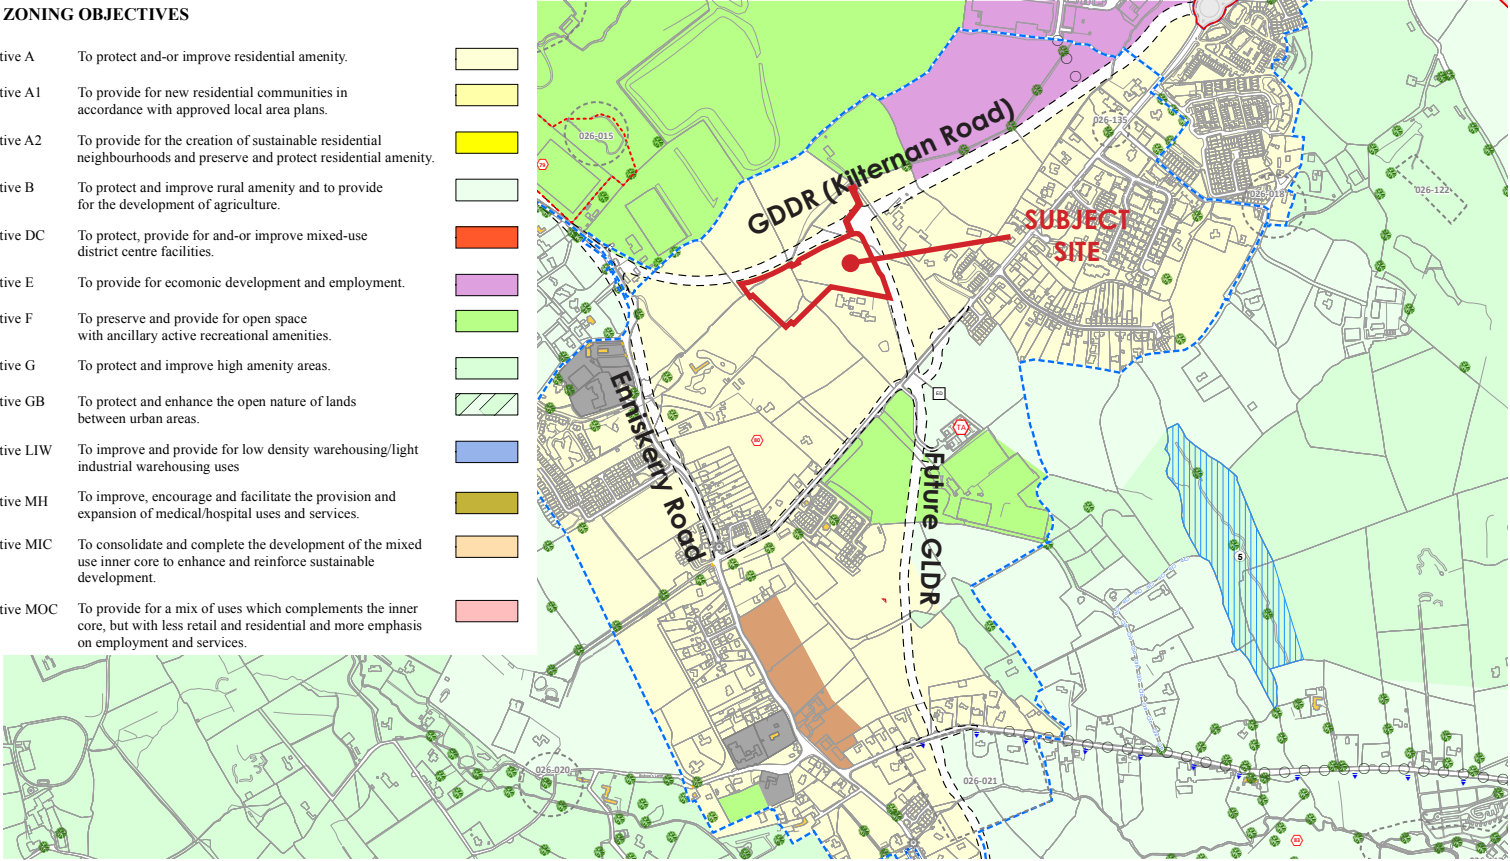 ZONING OBJECTIVES
tive A To protect and-or improve residential amenity.
tive A1 To provide for new residential communities in
accordance with approved local area plans.
tive A2 To provide for the creation of sustainable residential
neighbourhoods and preserve and protect residential amenity.
tive B To protect and improve rural amenity and to provide
for the development of agriculture.
tive DC To protect, provide for and-or improve mixed-use
district centre facilities.
tive E To provide for ecomonic development and employment.
tive F To preserve and provide for open space
with ancillary active recreational amenities.
tive G To protect and improve high amenity areas.
tive GB To protect and enhance the open nature of lands
between urban areas.
tive LIW To improve and provide for low density warehousing/light
industrial warehousing uses
tive MH To improve, encourage and facilitate the provision and
expansion of medical/hospital uses and services.
tive MIC To consolidate and complete the development of the mixed
use inner core to enhance and reinforce sustainable
development.
tive MOC To provide for a mix of uses which complements the inner
core, but with less retail and residential and more emphasis
on employment and services.
GDDR (Kilternan Road)
SUBJECT
SITE
Enniskerry Road
Future GLDR
026-015
026-135
026-018
026-122
026-020
026-021
TA
5